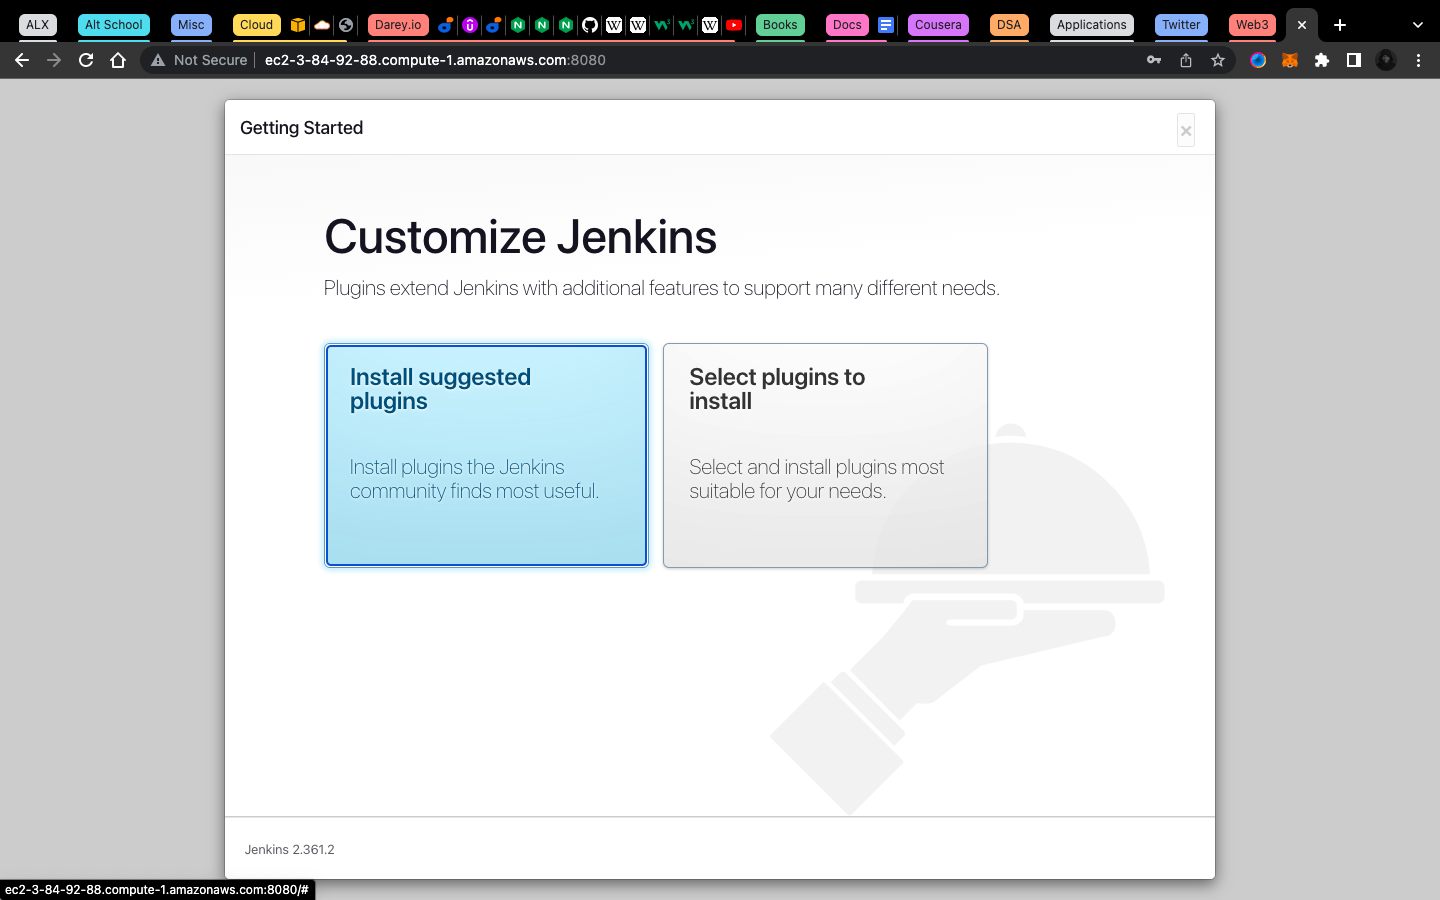 ALX Alt School Misc Cloud Darey.io Books Docs Cousera DSA Applications Twitter Web3
Not Secure ec2-3-84-92-88.compute-1.amazonaws.com:8080
Getting Started
Customize Jenkins
Plugins extend Jenkins with additional features to support many different needs.
Install suggested
plugins
Install plugins the Jenkins
community finds most useful.
Select plugins to
install
Select and install plugins most
suitable for your needs.
Jenkins 2.361.2
ec2-3-84-92-88.compute-1.amazonaws.com:8080/#